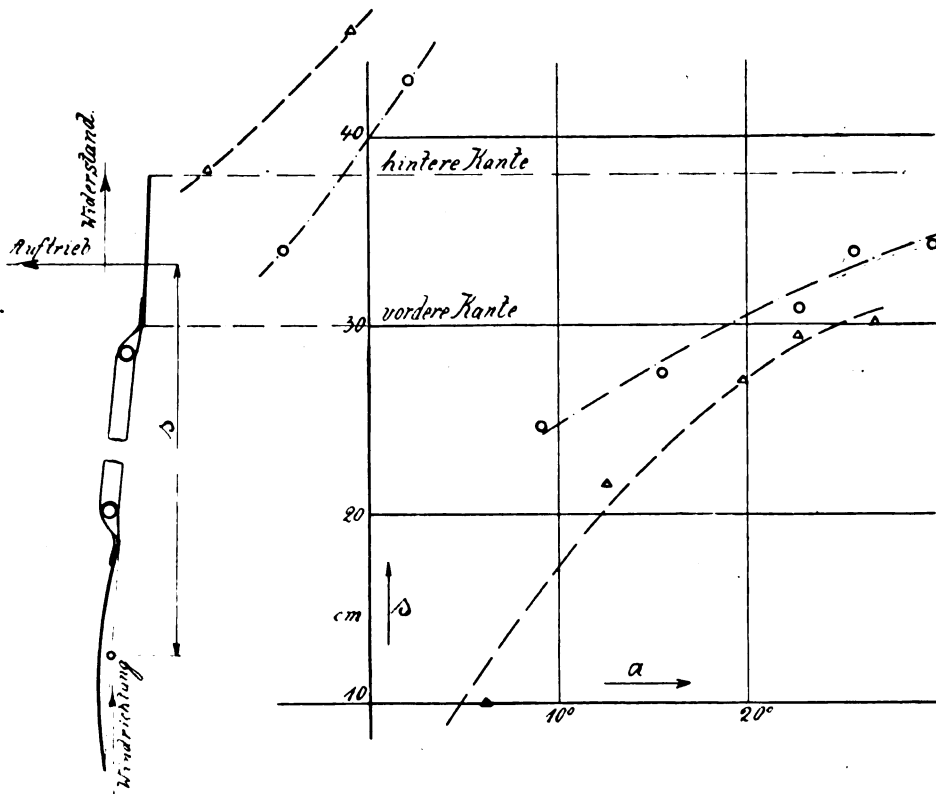 Widerstand.
Auftrieb
40
hintere Kante
vordere Kante
30
s
20
cm
s
a
10
10°
20°
Windrichtung